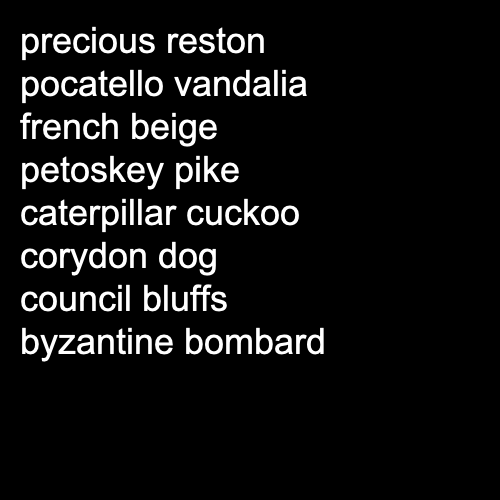 precious reston
pocatello vandalia
french beige
petoskey pike
caterpillar cuckoo
corydon dog
council bluffs
byzantine bombard